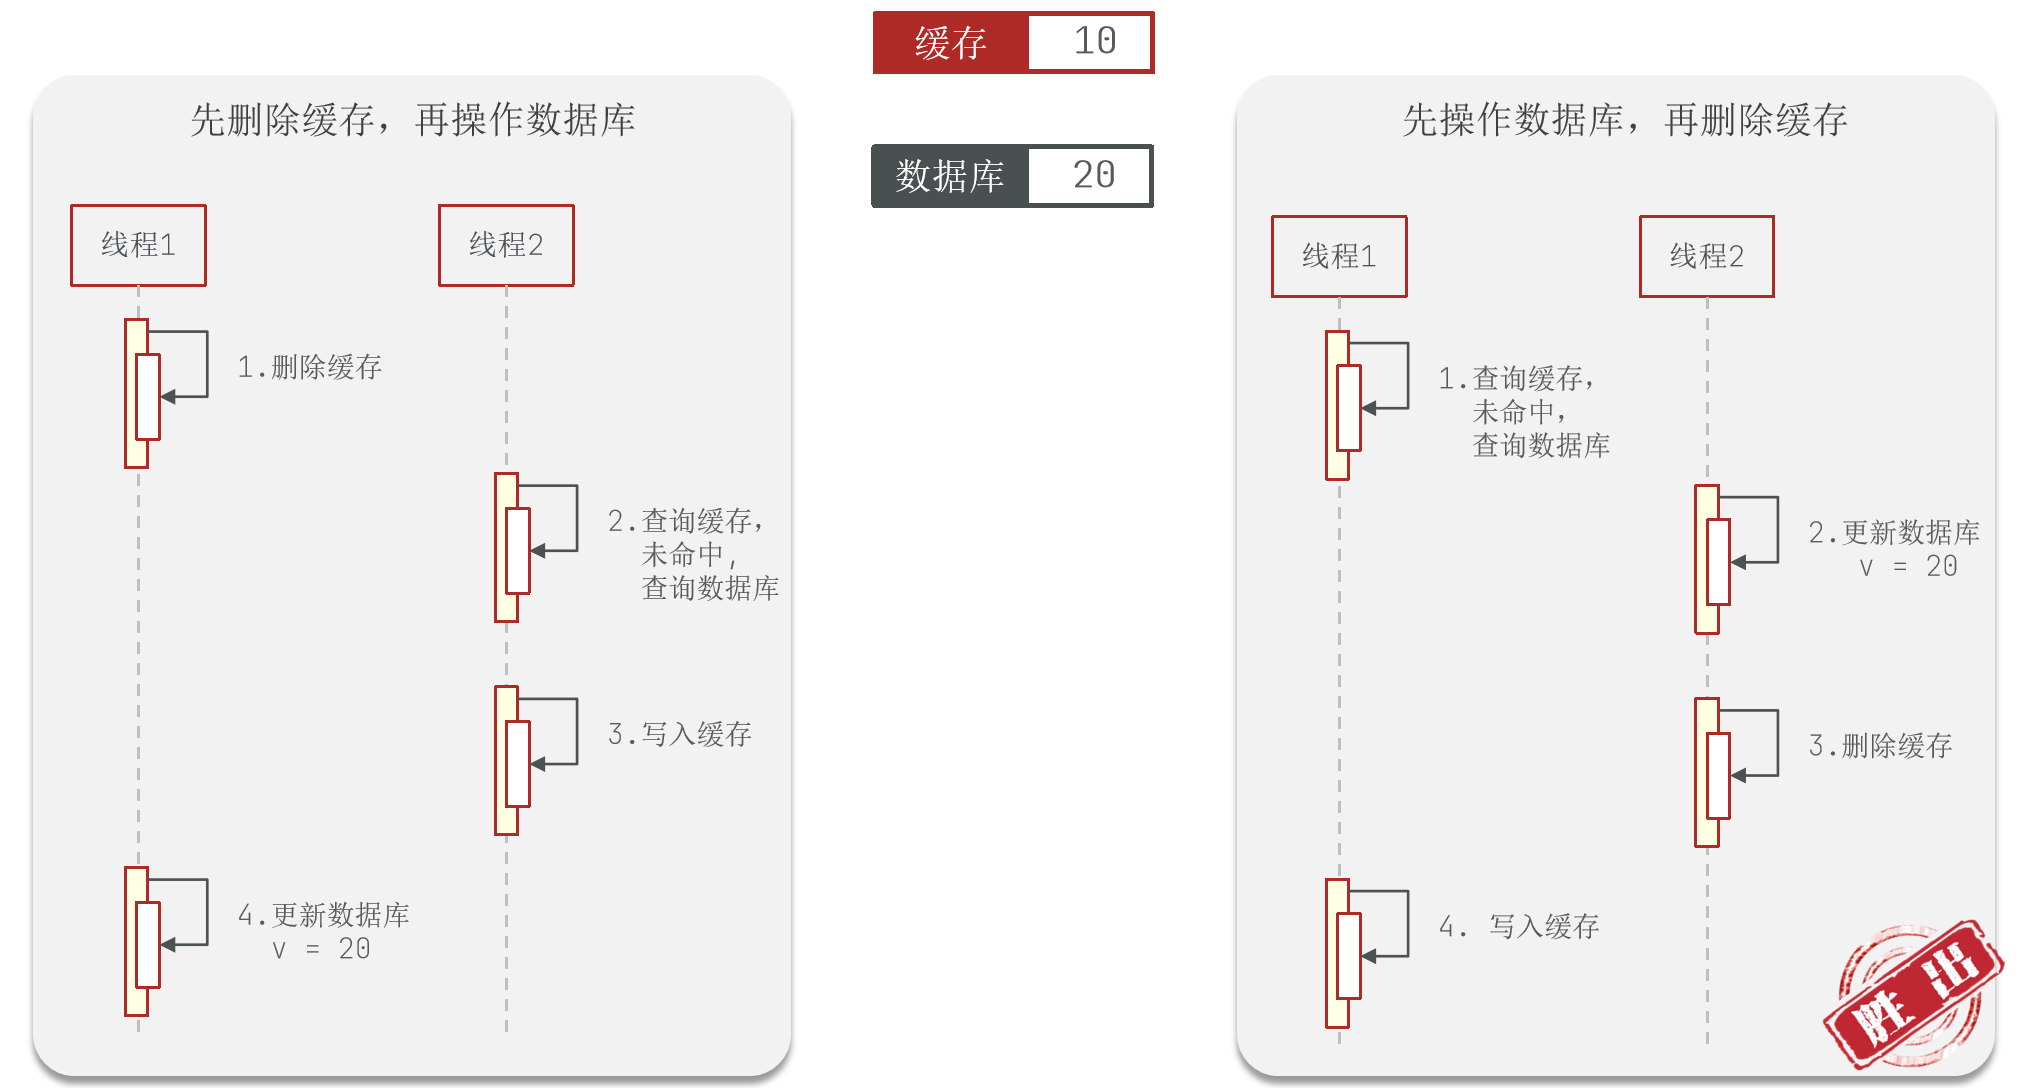 缓存 10
数据库 20
先删除缓存，再操作数据库
线程1
线程2
1.删除缓存
2.查询缓存，
未命中,
查询数据库
3.写入缓存
4.更新数据库
v = 20
先操作数据库，再删除缓存
线程1
线程2
1.查询缓存，
未命中，
查询数据库
2.更新数据库
v = 20
3.删除缓存
4. 写入缓存
胜出